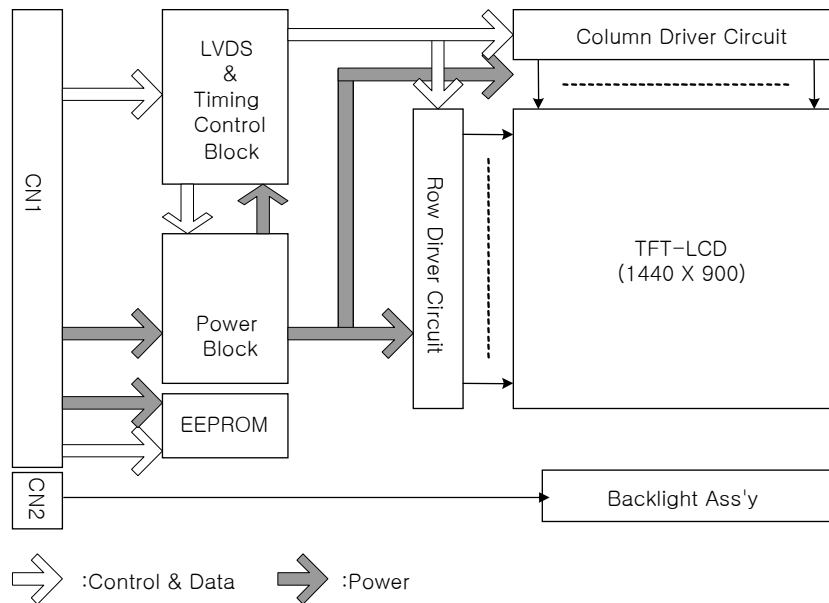 CN1
LVDS
&
Timing
Control
Block
Column Driver Circuit
Row Dirver Circuit
TFT-LCD
(1440 X 900)
Power
Block
EEPROM
CN2
Backlight Ass'y
:Control & Data
:Power